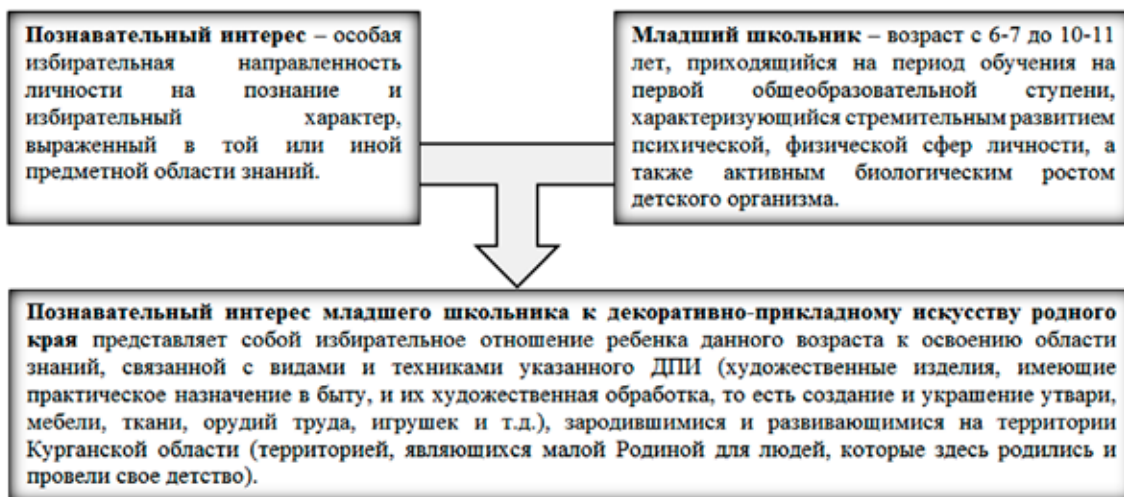 Познавательный интерес – особая
избирательная направленность
личности на познание и
избирательный характер,
выраженный в той или иной
предметной области знаний.
Младший школьник – возраст с 6-7 до 10-11
лет, приходящийся на период обучения на
первой общеобразовательной ступени,
характеризующийся стремительным развитием
психической, физической сфер личности, а
также активным биологическим ростом
детского организма.
Познавательный интерес младшего школьника к декоративно-прикладному искусству родного
края представляет собой избирательное отношение ребенка данного возраста к освоению области
знаний, связанной с видами и техниками указанного ДПИ (художественные изделия, имеющие
практическое назначение в быту, и их художественная обработка, то есть создание и украшение утвари,
мебели, ткани, орудий труда, игрушек и т.д.), зародившимися и развивающимися на территории
Курганской области (территорией, являющихся малой Родиной для людей, которые здесь родились и
провели свое детство).